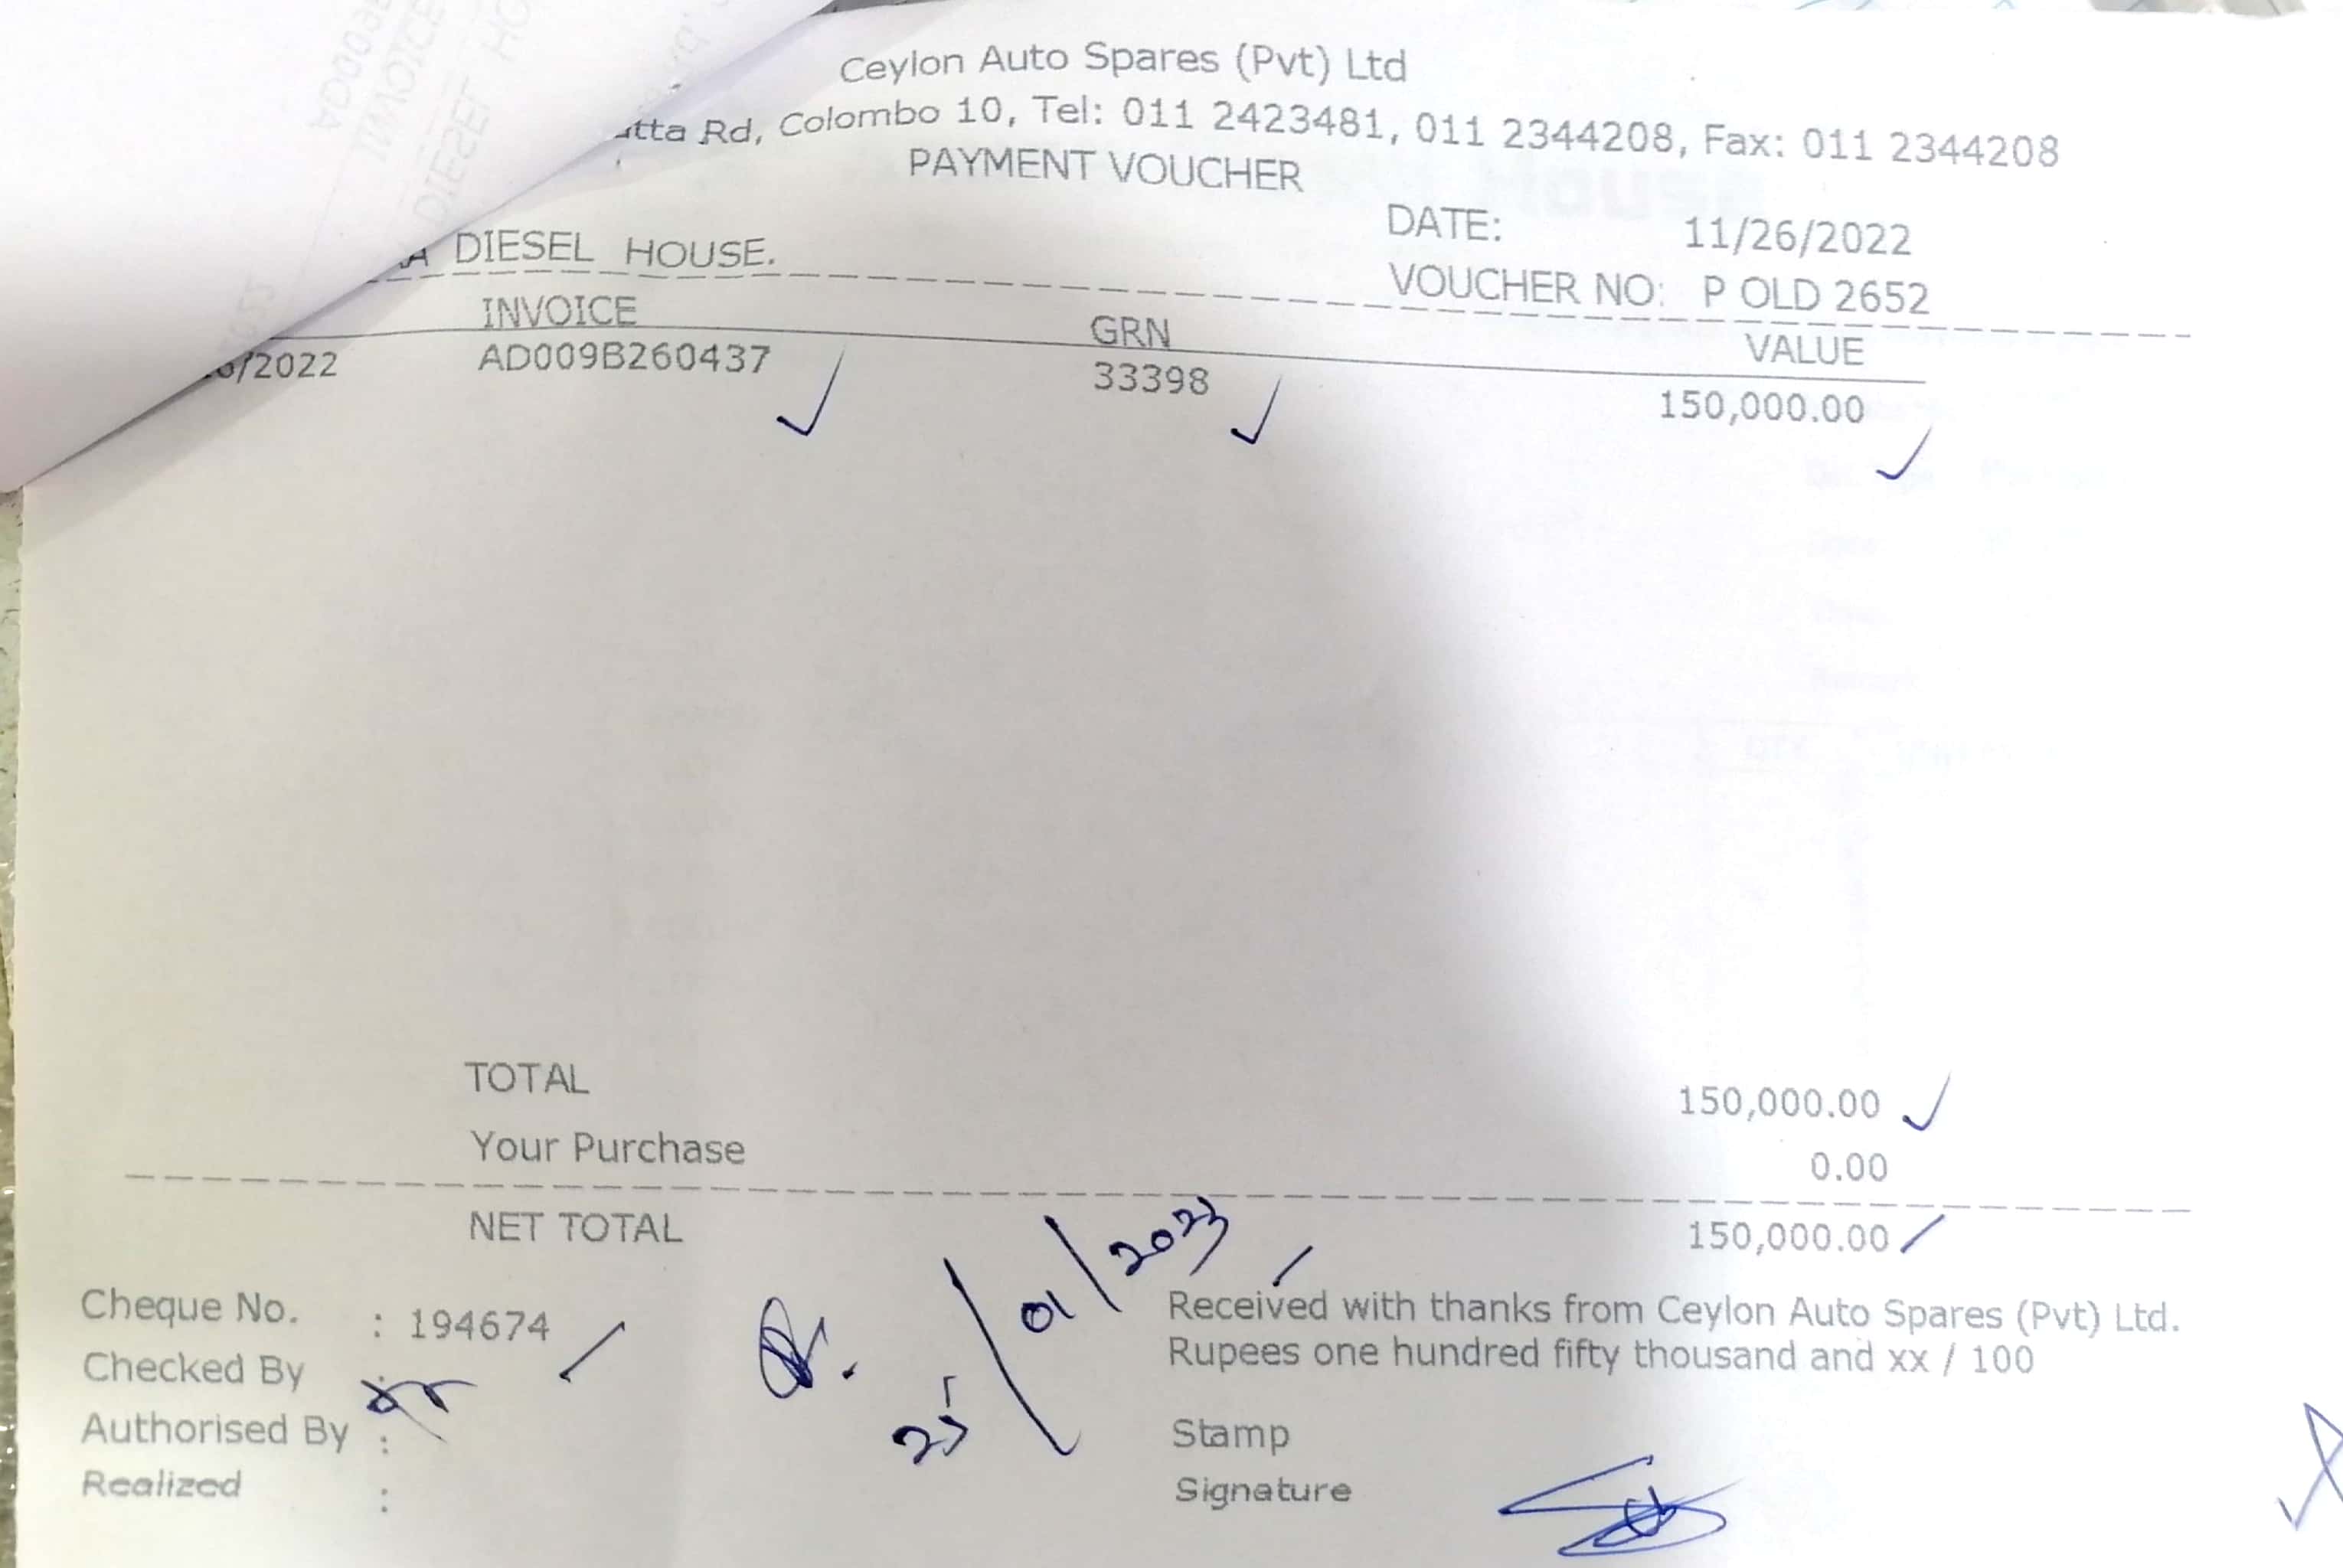 Ceylon Auto Spares (Pvt) Ltd
Rd, Colombo 10, Tel: 011 2423481, 011 2344208, Fax: 011 2344208
PAYMENT VOUCHER
DATE: 11/26/2022
DIESEL HOUSE.
VOUCHER NO: P OLD 2652
INVOICE GRN VALUE
/2022 AD009B260437 33398 150,000.00
TOTAL 150,000.00
Your Purchase 0.00
NET TOTAL 150,000.00
25/01/2023
Cheque No. : 194674
Received with thanks from Ceylon Auto Spares (Pvt) Ltd.
Checked By :
Rupees one hundred fifty thousand and xx / 100
Authorised By :
Stamp
Realized :
Signature